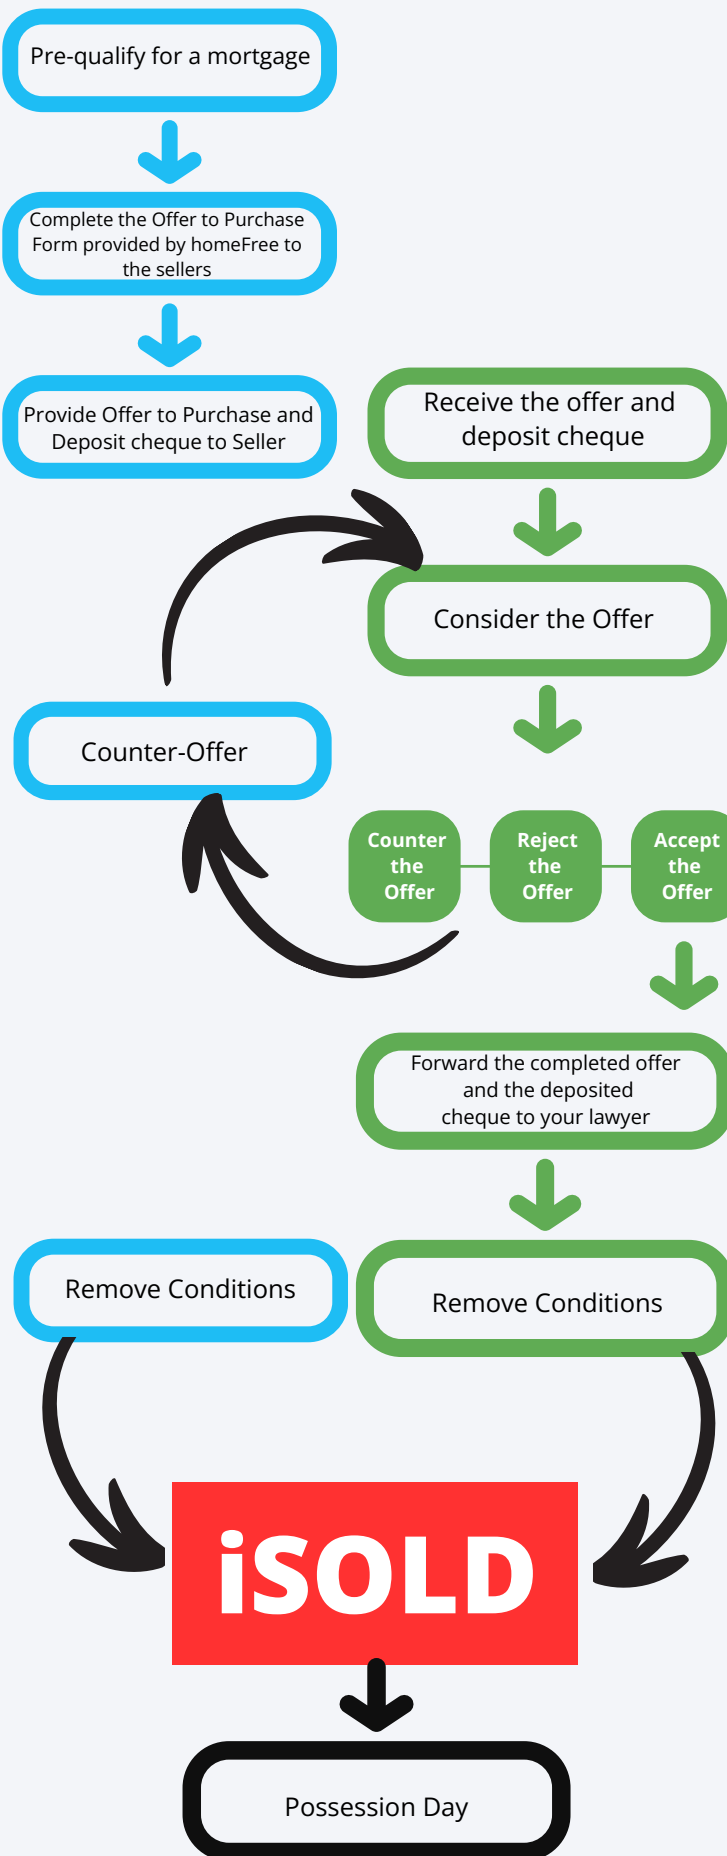 Pre-qualify for a mortgage
Complete the Offer to Purchase
Form provided by homeFree to
the sellers
Provide Offer to Purchase and
Deposit cheque to Seller
Receive the offer and
deposit cheque
Consider the Offer
Counter-Offer
Counter
the
Offer
Reject
the
Offer
Accept
the
Offer
Forward the completed offer
and the deposited
cheque to your lawyer
Remove Conditions
Remove Conditions
iSOLD
Possession Day